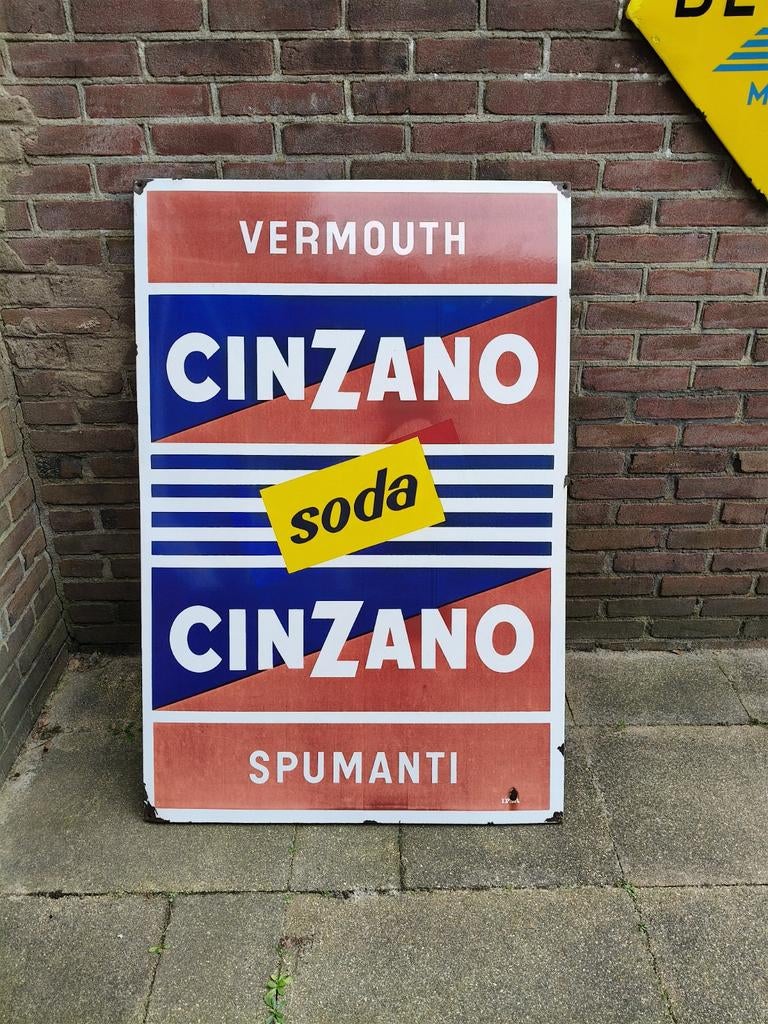 VERMOUTH
CINZANO
soda
CINZANO
SPUMANTI